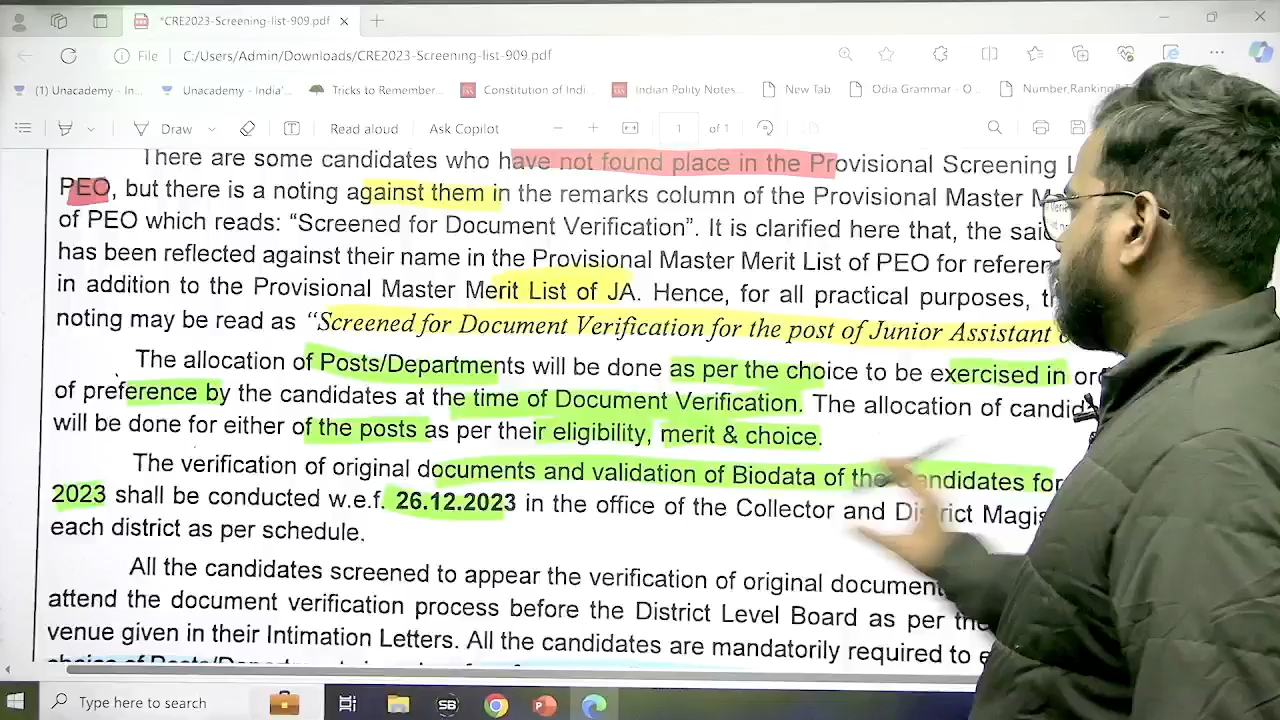 *CRE2023-Screening-list-909.pdf
File C:/Users/Admin/Downloads/CRE2023-Screening-list-909.pdf
(1) Unacademy - In... Unacademy - India'... Tricks to Remember... Constitution of Indi... Indian Polity Notes... New Tab Odia Grammar - O... Number,Ranking&
Draw Read aloud Ask Copilot 1 of 1
There are some candidates who have not found place in the Provisional Screening
PEO, but there is a noting against them in the remarks column of the Provisional Master
of PEO which reads: “Screened for Document Verification”. It is clarified here that, the
has been reflected against their name in the Provisional Master Merit List of PEO for
in addition to the Provisional Master Merit List of JA. Hence, for all practical purposes,
noting may be read as “Screened for Document Verification for the post of Junior Assistant
The allocation of Posts/Departments will be done as per the choice to be exercised in
of preference by the candidates at the time of Document Verification. The allocation of
will be done for either of the posts as per their eligibility, merit & choice.
The verification of original documents and validation of Biodata of the candidates for
2023 shall be conducted w.e.f. 26.12.2023 in the office of the Collector and District
each district as per schedule.
All the candidates screened to appear the verification of original
attend the document verification process before the District Level Board as per
venue given in their Intimation Letters. All the candidates are mandatorily required to
choice of Posts/
Type here to search
SB